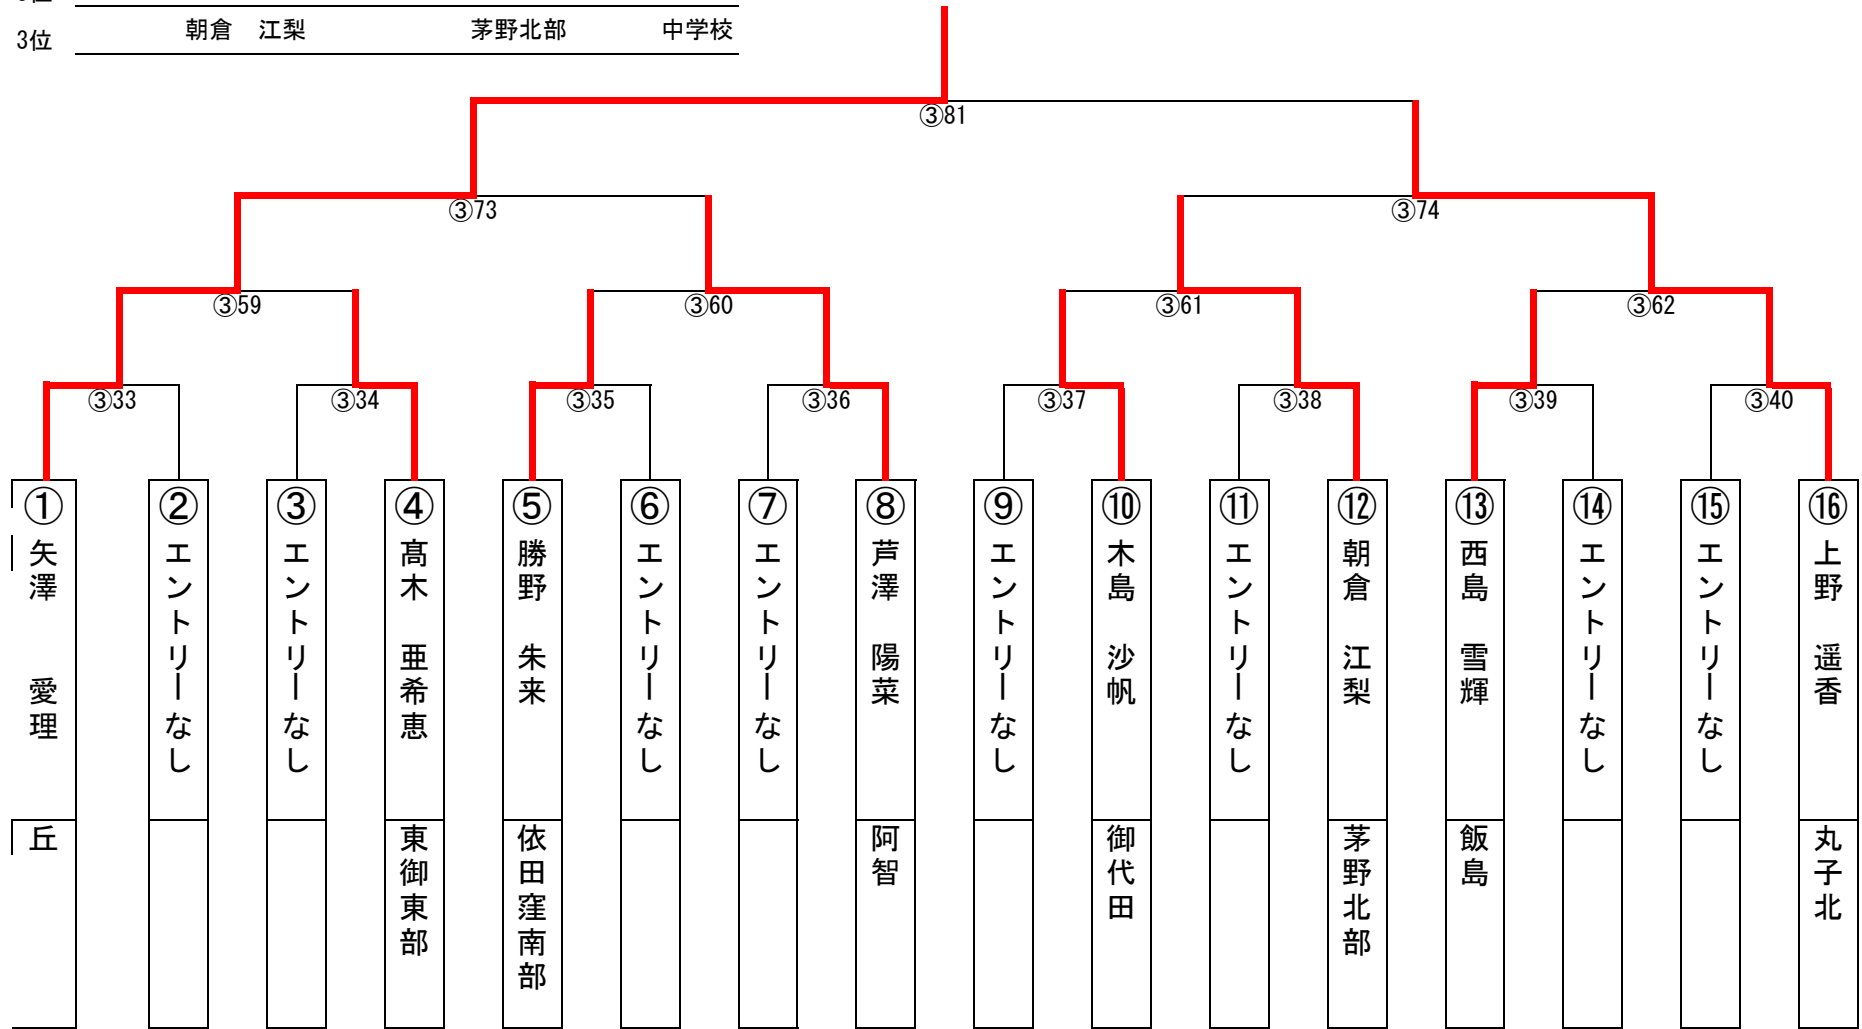 3位 朝倉 江梨 茅野北部 中学校
③81
③73 ③74
③59 ③60 ③61 ③62
③33 ③34 ③35 ③36 ③37 ③38 ③39 ③40
① 矢澤 愛理 丘
② エントリーなし
③ エントリーなし
④ 髙木 亜希恵 東御東部
⑤ 勝野 朱来 依田窪南部
⑥ エントリーなし
⑦ エントリーなし
⑧ 芦澤 陽菜 阿智
⑨ エントリーなし
⑩ 木島 沙帆 御代田
⑪ エントリーなし
⑫ 朝倉 江梨 茅野北部
⑬ 西島 雪輝 飯島
⑭ エントリーなし
⑮ エントリーなし
⑯ 上野 遥香 丸子北